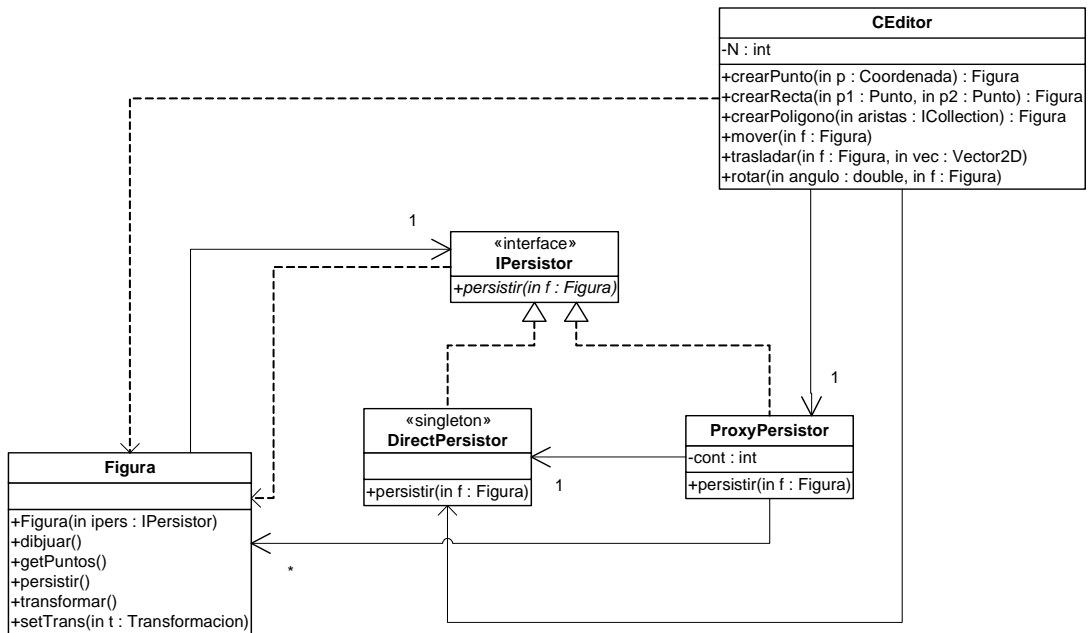 CEditor
-N : int
+crearPunto(in p : Coordenada) : Figura
+crearRecta(in p1 : Punto, in p2 : Punto) : Figura
+crearPoligono(in aristas : ICollection) : Figura
+mover(in f : Figura)
+trasladar(in f : Figura, in vec : Vector2D)
+rotar(in angulo : double, in f : Figura)
1
«interface»
IPersistor
+persistir(in f : Figura)
1
«singleton»
DirectPersistor
+persistir(in f : Figura)
ProxyPersistor
-cont : int
+persistir(in f : Figura)
1
Figura
+Figura(in ipers : IPersistor)
+dibjuar()
+getPuntos()
+persistir()
+transformar()
+setTrans(in t : Transformacion)
*